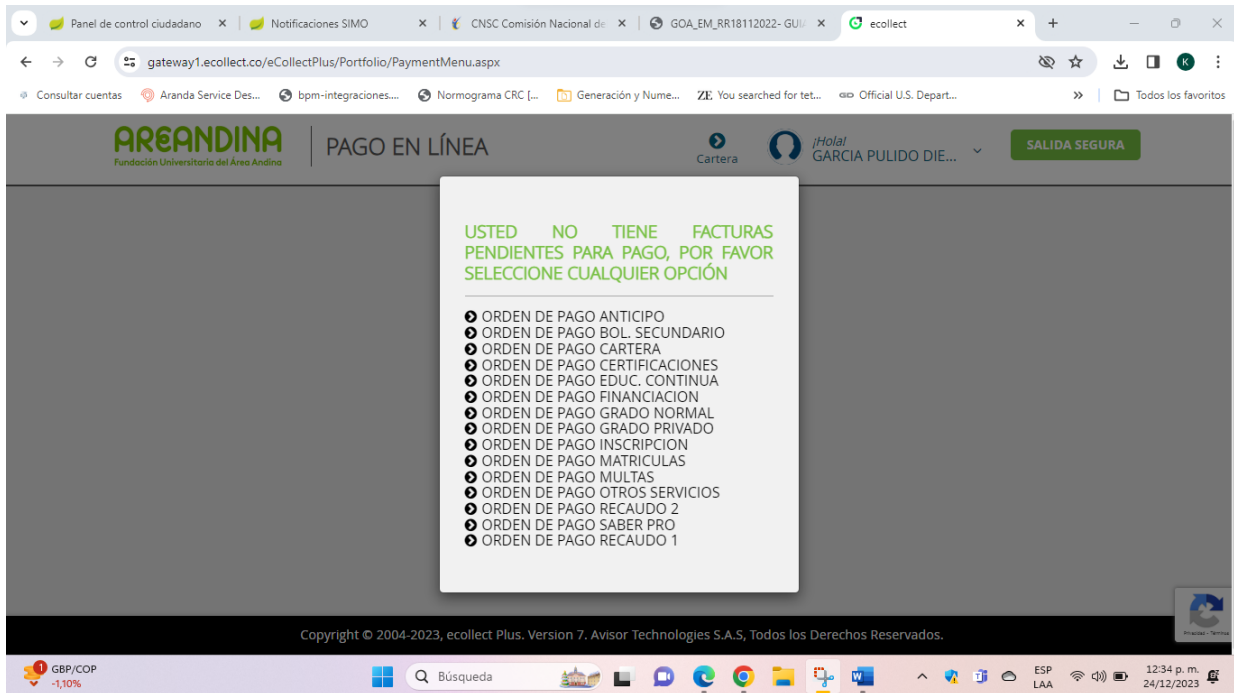 Panel de control ciudadano
Notificaciones SIMO
CNSC Comisión Nacional de
GOA_EM_RR18112022- GUI
ecollect
gateway1.ecollect.co/eCollectPlus/Portfolio/PaymentMenu.aspx
K
Consultar cuentas
Aranda Service Des...
bpm-integraciones....
Normograma CRC [...
Generación y Nume...
ZE You searched for tet...
Official U.S. Depart...
»
Todos los favoritos
AREANDINA
Fundación Universitaria del Área Andina
PAGO EN LÍNEA
Cartera
¡Hola!
GARCIA PULIDO DIE...
SALIDA SEGURA
USTED NO TIENE FACTURAS
PENDIENTES PARA PAGO, POR FAVOR
SELECCIONE CUALQUIER OPCIÓN
ORDEN DE PAGO ANTICIPO
ORDEN DE PAGO BOL. SECUNDARIO
ORDEN DE PAGO CARTERA
ORDEN DE PAGO CERTIFICACIONES
ORDEN DE PAGO EDUC. CONTINUA
ORDEN DE PAGO FINANCIACION
ORDEN DE PAGO GRADO NORMAL
ORDEN DE PAGO GRADO PRIVADO
ORDEN DE PAGO INSCRIPCION
ORDEN DE PAGO MATRICULAS
ORDEN DE PAGO MULTAS
ORDEN DE PAGO OTROS SERVICIOS
ORDEN DE PAGO RECAUDO 2
ORDEN DE PAGO SABER PRO
ORDEN DE PAGO RECAUDO 1
Privacidad - Términos
Copyright © 2004-2023, ecollect Plus. Version 7. Avisor Technologies S.A.S, Todos los Derechos Reservados.
1
GBP/COP
-1,10%
Búsqueda
ESP
LAA
12:34 p. m.
24/12/2023